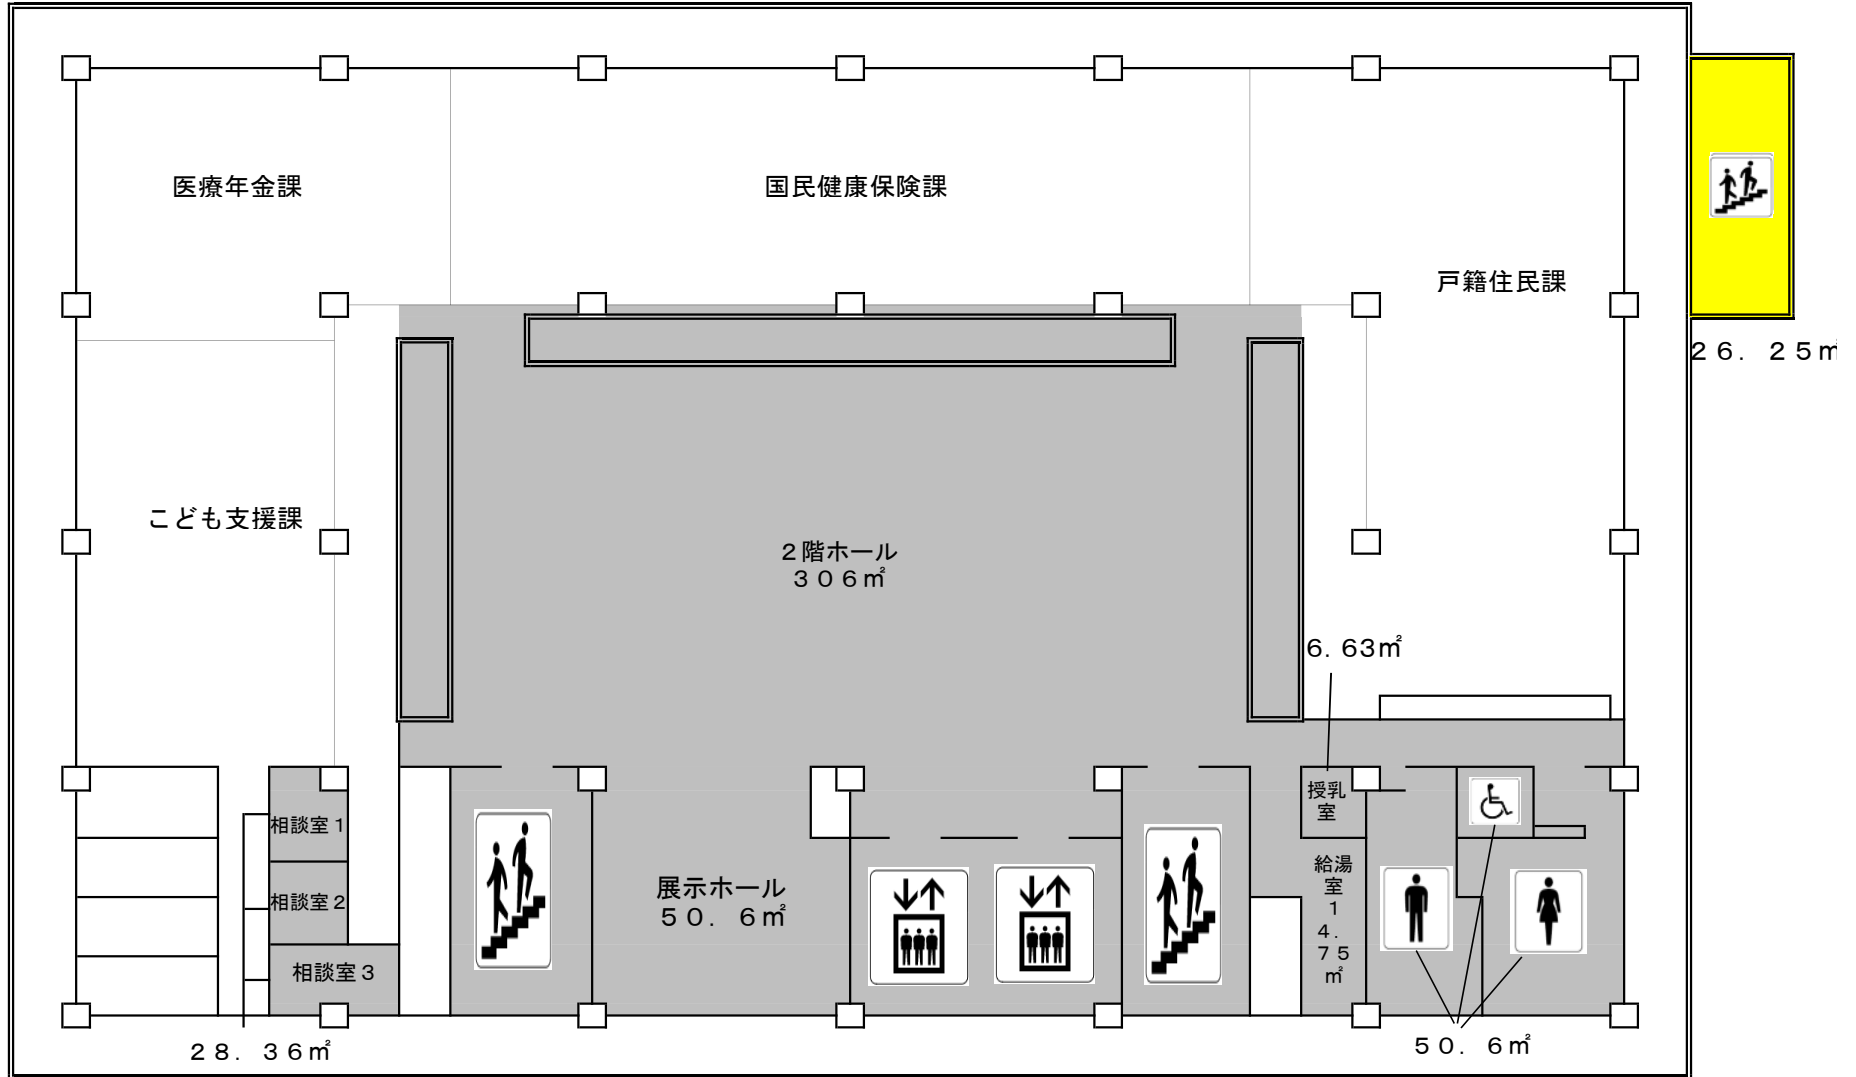 医療年金課
国民健康保険課
戸籍住民課
２６．２５㎡
こども支援課
２階ホール
３０６㎡
6．63㎡
授乳
室
相談室１
相談室２
相談室３
展示ホール
５０．６㎡
給湯
室
１
４．
７５
㎡
２８．３６㎡
５０．６㎡